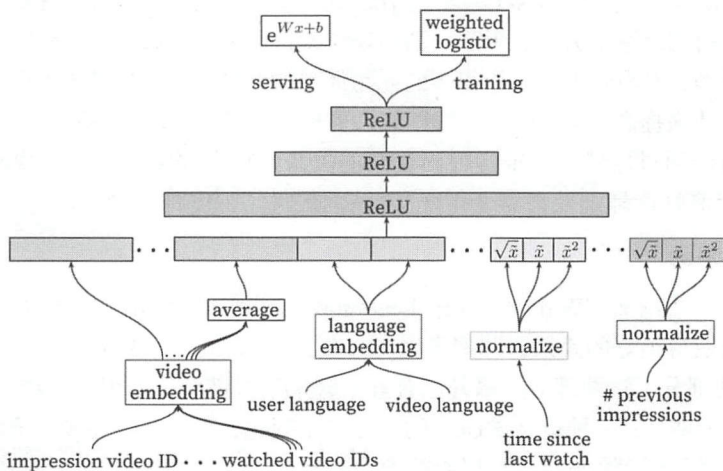 e^{Wx+b}
weighted
logistic
serving
training
ReLU
ReLU
ReLU
. . .
. . .
√x̃ x̃ x̃²
. . .
√x̃ x̃ x̃²
average
language
embedding
normalize
normalize
. . . .
video
embedding
user language
video language
# previous
impressions
time since
last watch
impression video ID . . . watched video IDs